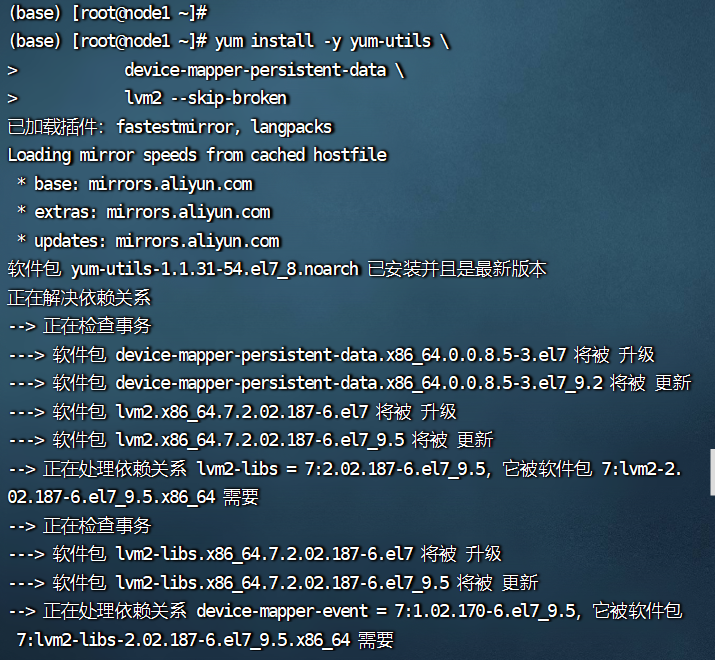 (base) [root@node1 ~]#
(base) [root@node1 ~]# yum install -y yum-utils \
>            device-mapper-persistent-data \
>            lvm2 --skip-broken
已加载插件：fastestmirror, langpacks
Loading mirror speeds from cached hostfile
 * base: mirrors.aliyun.com
 * extras: mirrors.aliyun.com
 * updates: mirrors.aliyun.com
软件包 yum-utils-1.1.31-54.el7_8.noarch 已安装并且是最新版本
正在解决依赖关系
--> 正在检查事务
---> 软件包 device-mapper-persistent-data.x86_64.0.0.8.5-3.el7 将被 升级
---> 软件包 device-mapper-persistent-data.x86_64.0.0.8.5-3.el7_9.2 将被 更新
---> 软件包 lvm2.x86_64.7.2.02.187-6.el7 将被 升级
---> 软件包 lvm2.x86_64.7.2.02.187-6.el7_9.5 将被 更新
--> 正在处理依赖关系 lvm2-libs = 7:2.02.187-6.el7_9.5，它被软件包 7:lvm2-2.
02.187-6.el7_9.5.x86_64 需要
--> 正在检查事务
---> 软件包 lvm2-libs.x86_64.7.2.02.187-6.el7 将被 升级
---> 软件包 lvm2-libs.x86_64.7.2.02.187-6.el7_9.5 将被 更新
--> 正在处理依赖关系 device-mapper-event = 7:1.02.170-6.el7_9.5，它被软件包
 7:lvm2-libs-2.02.187-6.el7_9.5.x86_64 需要